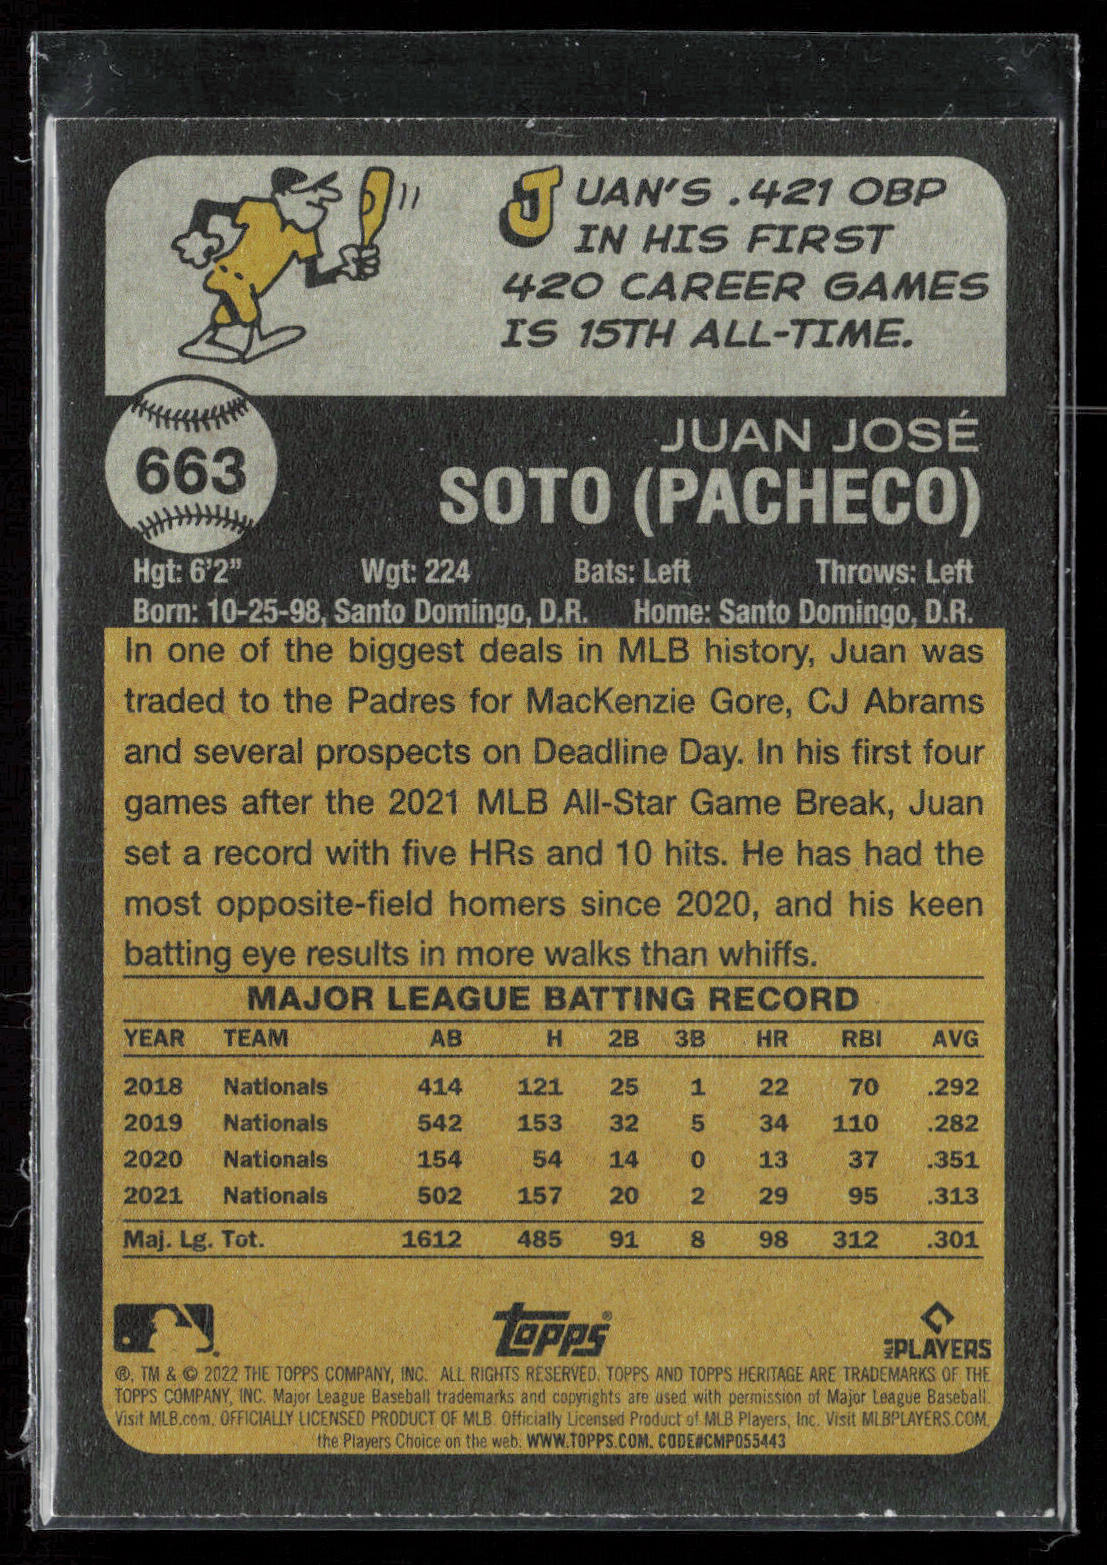 JUAN'S .421 OBP
IN HIS FIRST
420 CAREER GAMES
IS 15TH ALL-TIME.
663
JUAN JOSÉ
SOTO (PACHECO)
Hgt: 6'2" Wgt: 224 Bats: Left Throws: Left
Born: 10-25-98, Santo Domingo, D.R. Home: Santo Domingo, D.R.
In one of the biggest deals in MLB history, Juan was
traded to the Padres for MacKenzie Gore, CJ Abrams
and several prospects on Deadline Day. In his first four
games after the 2021 MLB All-Star Game Break, Juan
set a record with five HRs and 10 hits. He has had the
most opposite-field homers since 2020, and his keen
batting eye results in more walks than whiffs.
MAJOR LEAGUE BATTING RECORD
YEAR TEAM AB H 2B 3B HR RBI AVG
2018 Nationals 414 121 25 1 22 70 .292
2019 Nationals 542 153 32 5 34 110 .282
2020 Nationals 154 54 14 0 13 37 .351
2021 Nationals 502 157 20 2 29 95 .313
Maj. Lg. Tot. 1612 485 91 8 98 312 .301
topps®
MLB PLAYERS
®, TM & © 2022 THE TOPPS COMPANY, INC. ALL RIGHTS RESERVED. TOPPS AND TOPPS HERITAGE ARE TRADEMARKS OF THE
TOPPS COMPANY, INC. Major League Baseball trademarks and copyrights are used with permission of Major League Baseball.
Visit MLB.com. OFFICIALLY LICENSED PRODUCT OF MLB. Officially Licensed Product of MLB Players, Inc. Visit MLBPLAYERS.COM,
the Players Choice on the web. WWW.TOPPS.COM. CODE#CMP055443